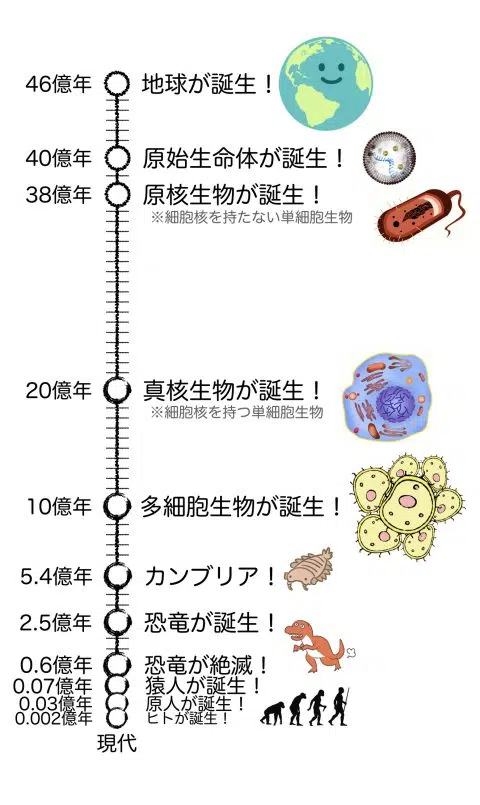 46億年 地球が誕生！
40億年 原始生命体が誕生！
38億年 原核生物が誕生！
※細胞核を持たない単細胞生物
20億年 真核生物が誕生！
※細胞核を持つ単細胞生物
10億年 多細胞生物が誕生！
5.4億年 カンブリア！
2.5億年 恐竜が誕生！
0.6億年 恐竜が絶滅！
0.07億年 猿人が誕生！
0.03億年 原人が誕生！
0.002億年 ヒトが誕生！
現代